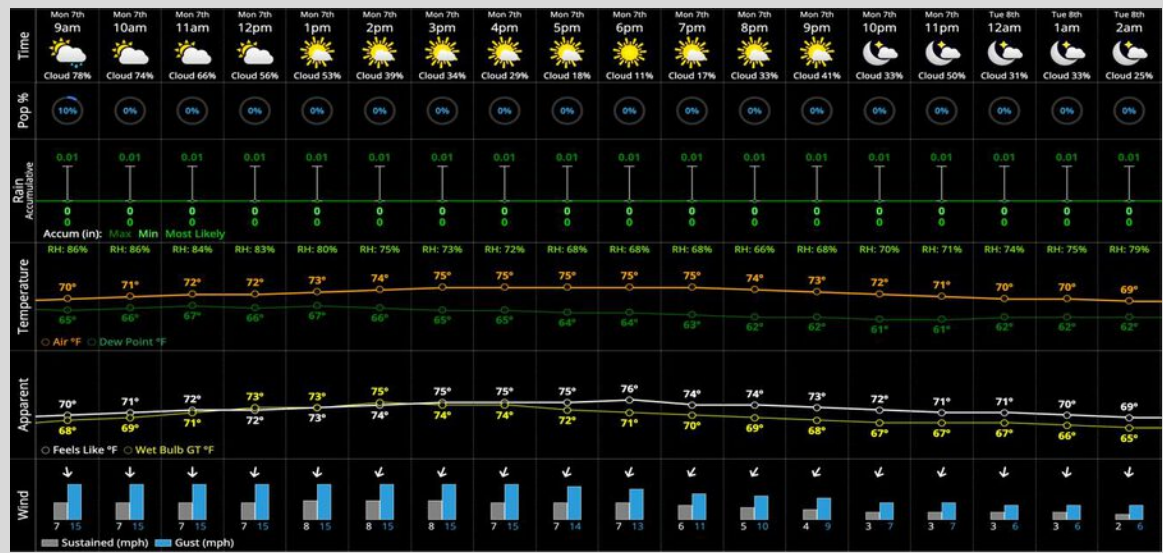 Mon 7th Mon 7th Mon 7th Mon 7th Mon 7th Mon 7th Mon 7th Mon 7th Mon 7th Mon 7th Mon 7th Mon 7th Mon 7th Mon 7th Mon 7th Tue 8th Tue 8th Tue 8th
Time 9am 10am 11am 12pm 1pm 2pm 3pm 4pm 5pm 6pm 7pm 8pm 9pm 10pm 11pm 12am 1am 2am
Cloud 78% Cloud 74% Cloud 66% Cloud 56% Cloud 53% Cloud 39% Cloud 34% Cloud 29% Cloud 18% Cloud 11% Cloud 17% Cloud 33% Cloud 41% Cloud 33% Cloud 50% Cloud 31% Cloud 33% Cloud 25%
Pop % 10% 0% 0% 0% 0% 0% 0% 0% 0% 0% 0% 0% 0% 0% 0% 0% 0% 0%
0.01 0.01 0.01 0.01 0.01 0.01 0.01 0.01 0.01 0.01 0.01 0.01 0.01 0.01 0.01 0.01 0.01 0.01
Rain
Accumulative
0 0 0 0 0 0 0 0 0 0 0 0 0 0 0 0 0 0
0 0 0 0 0 0 0 0 0 0 0 0 0 0 0 0 0 0
Accum (in): Max Min Most Likely
RH: 86% RH: 86% RH: 84% RH: 83% RH: 80% RH: 75% RH: 73% RH: 72% RH: 68% RH: 68% RH: 68% RH: 66% RH: 68% RH: 70% RH: 71% RH: 74% RH: 75% RH: 79%
Temperature
70° 71° 72° 72° 73° 74° 75° 75° 75° 75° 75° 74° 73° 72° 71° 70° 70° 69°
65° 66° 67° 66° 67° 66° 65° 65° 64° 64° 63° 62° 62° 61° 61° 62° 62° 62°
Air °F Dew Point °F
Apparent
70° 71° 72° 73° 73° 75° 75° 75° 75° 76° 74° 74° 73° 72° 71° 71° 70° 69°
68° 69° 71° 72° 73° 74° 74° 74° 72° 71° 70° 69° 68° 67° 67° 67° 66° 65°
Feels Like °F Wet Bulb GT °F
Wind
7 15 7 15 7 15 7 15 8 15 8 15 8 15 7 15 7 14 7 13 6 11 5 10 4 9 3 7 3 7 3 6 3 6 2 6
Sustained (mph) Gust (mph)